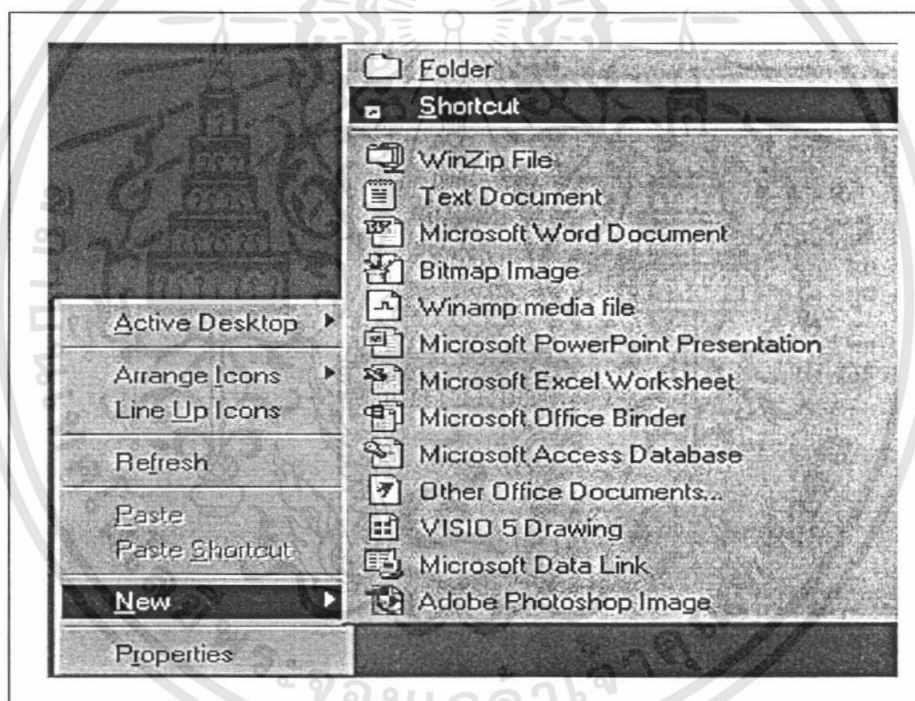 Active Desktop
Arrange Icons
Line Up Icons
Refresh
Paste
Paste Shortcut
New
Properties
Folder
Shortcut
WinZip File
Text Document
Microsoft Word Document
Bitmap Image
Winamp media file
Microsoft PowerPoint Presentation
Microsoft Excel Worksheet
Microsoft Office Binder
Microsoft Access Database
Other Office Documents...
VISIO 5 Drawing
Microsoft Data Link
Adobe Photoshop Image